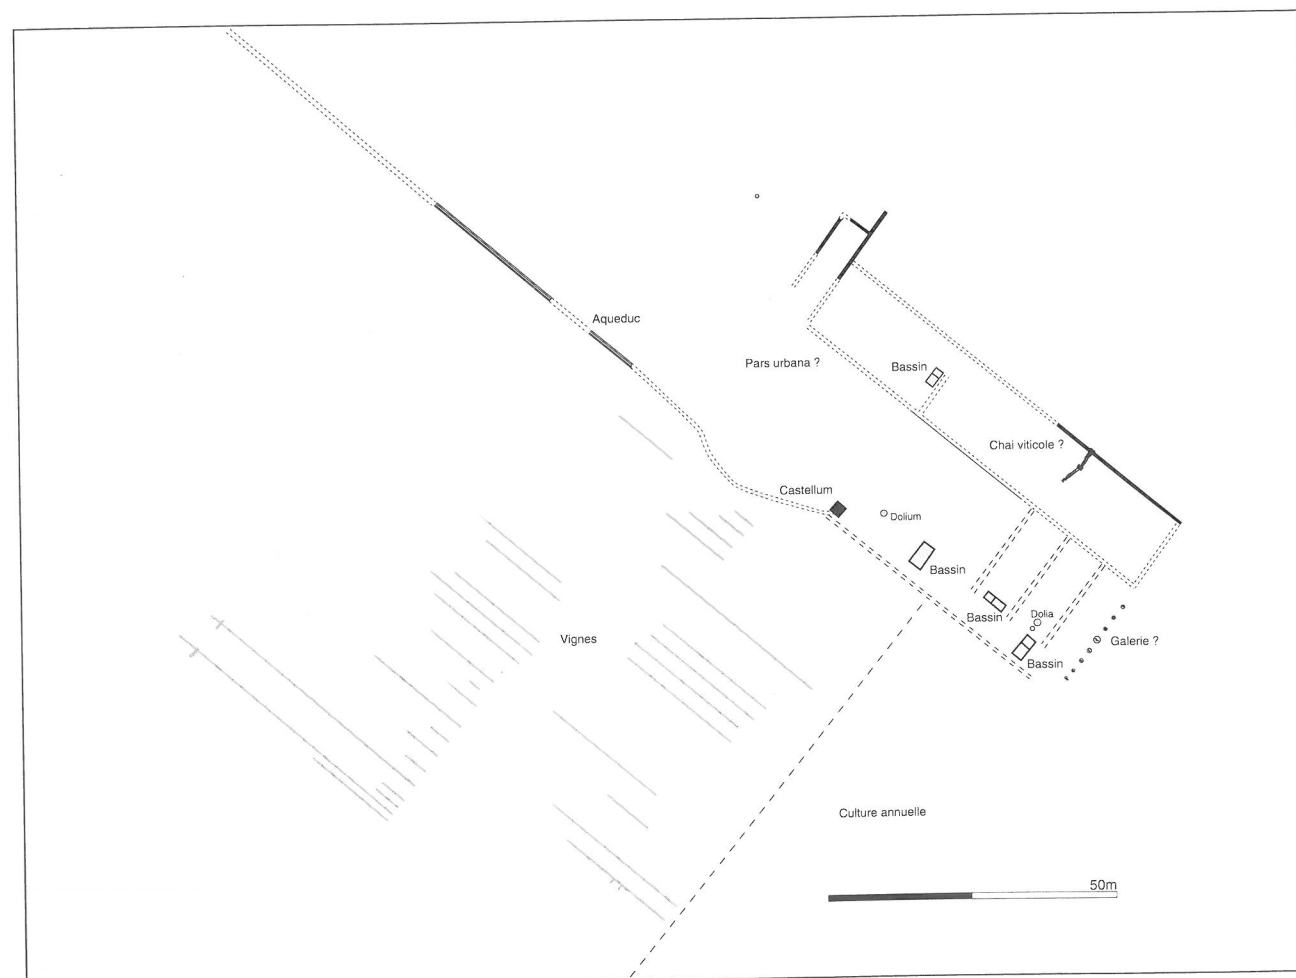 Aqueduc
Pars urbana ?
Bassin
Chai viticole ?
Castellum
Dolium
Bassin
Bassin
Dolia
Galerie ?
Bassin
Vignes
Culture annuelle
50m